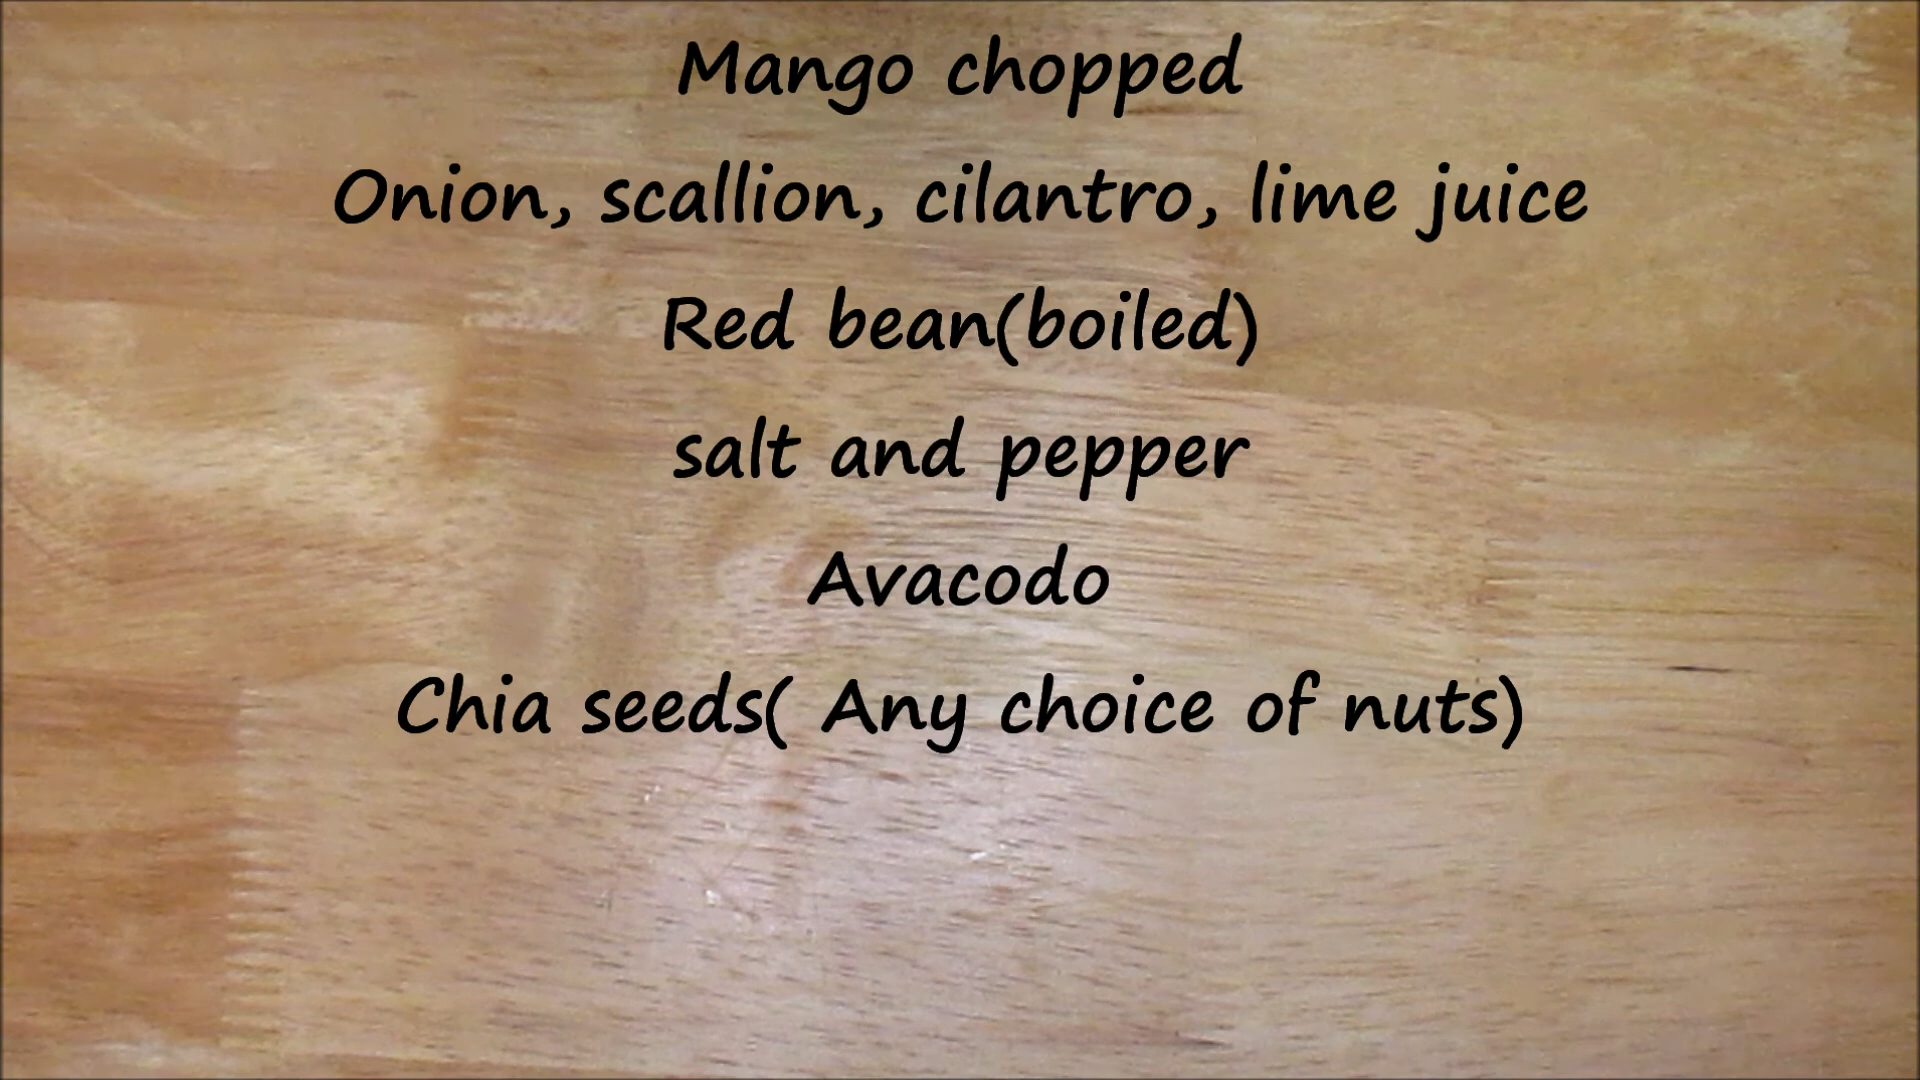 Mango chopped
Onion, scallion, cilantro, lime juice
Red bean(boiled)
salt and pepper
Avacodo
Chia seeds( Any choice of nuts)